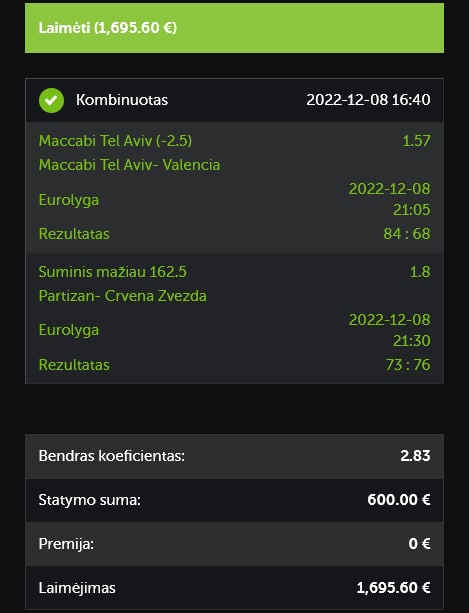 Laimėti (1,695.60 €)
Kombinuotas 2022-12-08 16:40
Maccabi Tel Aviv (-2.5) 1.57
Maccabi Tel Aviv- Valencia
Eurolyga 2022-12-08
21:05
Rezultatas 84 : 68
Suminis mažiau 162.5 1.8
Partizan- Crvena Zvezda
Eurolyga 2022-12-08
21:30
Rezultatas 73 : 76
Bendras koeficientas: 2.83
Statymo suma: 600.00 €
Premija: 0 €
Laimėjimas 1,695.60 €